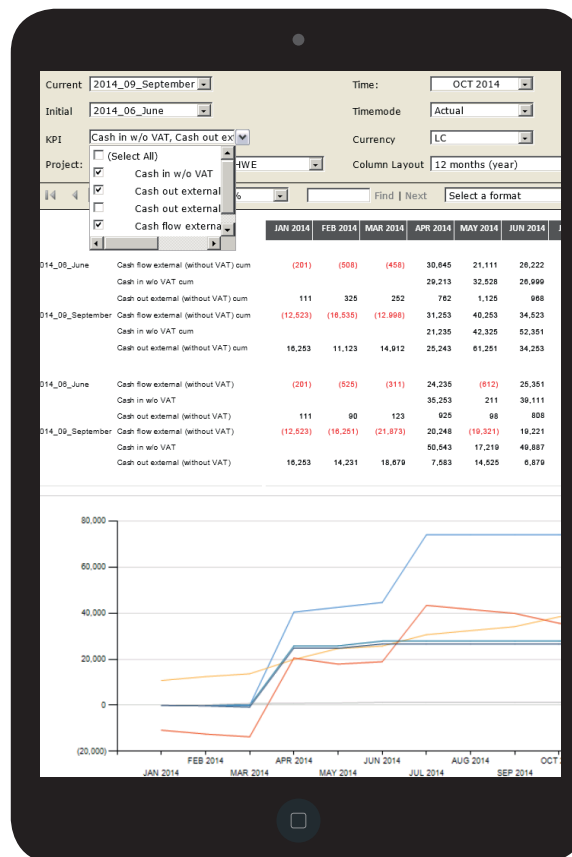 Current 2014_09_September Time: OCT 2014
Initial 2014_06_June Timemode Actual
KPI Cash in w/o VAT, Cash out ex Currency LC
Project: HWE Column Layout 12 months (year)
(Select All)
Cash in w/o VAT
Cash out external
Cash out external
Cash flow externa
% Find | Next Select a format
JAN 2014 FEB 2014 MAR 2014 APR 2014 MAY 2014 JUN 2014 J
014_06_June Cash flow external (without VAT) cum (201) (508) (458) 30,645 21,111 26,222
Cash in w/o VAT cum 29,213 32,528 26,999
Cash out external (without VAT) cum 111 325 252 762 1,125 968
014_09_September Cash flow external (without VAT) cum (12,523) (16,535) (12.998) 31,253 40,253 34,523
Cash in w/o VAT cum 21,235 42,325 52,351
Cash out external (without VAT) cum 16,253 11,123 14,912 25,243 61,251 34,253
014_06_June Cash flow external (without VAT) (201) (525) (311) 24,235 (612) 25,351
Cash in w/o VAT 35,253 211 39,111
Cash out external (without VAT) 111 90 123 925 98 808
014_09_September Cash flow external (without VAT) (12,523) (16,251) (21,873) 20,248 (19,321) 19,221
Cash in w/o VAT 50,543 17,219 49,887
Cash out external (without VAT) 16,253 14,231 18,679 7,583 14,525 6,879
80,000
60,000
40,000
20,000
0
(20,000)
FEB 2014 APR 2014 JUN 2014 AUG 2014 OCT
JAN 2014 MAR 2014 MAY 2014 JUL 2014 SEP 2014